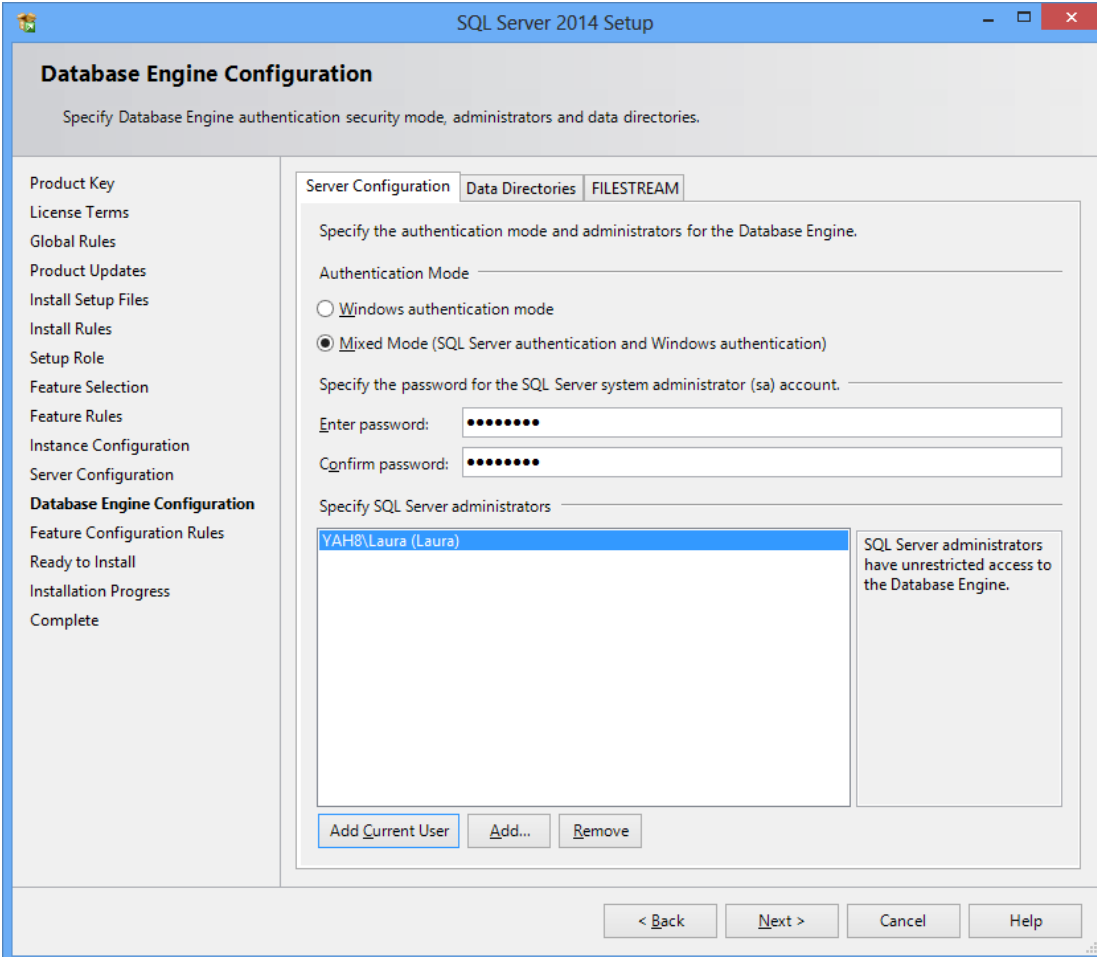 SQL Server 2014 Setup
Database Engine Configuration
Specify Database Engine authentication security mode, administrators and data directories.
Product Key
License Terms
Global Rules
Product Updates
Install Setup Files
Install Rules
Setup Role
Feature Selection
Feature Rules
Instance Configuration
Server Configuration
Database Engine Configuration
Feature Configuration Rules
Ready to Install
Installation Progress
Complete
Server Configuration Data Directories FILESTREAM
Specify the authentication mode and administrators for the Database Engine.
Authentication Mode
Windows authentication mode
Mixed Mode (SQL Server authentication and Windows authentication)
Specify the password for the SQL Server system administrator (sa) account.
Enter password: ●●●●●●●●
Confirm password: ●●●●●●●●
Specify SQL Server administrators
YAH8\Laura (Laura)
SQL Server administrators
have unrestricted access to
the Database Engine.
Add Current User Add... Remove
< Back Next > Cancel Help